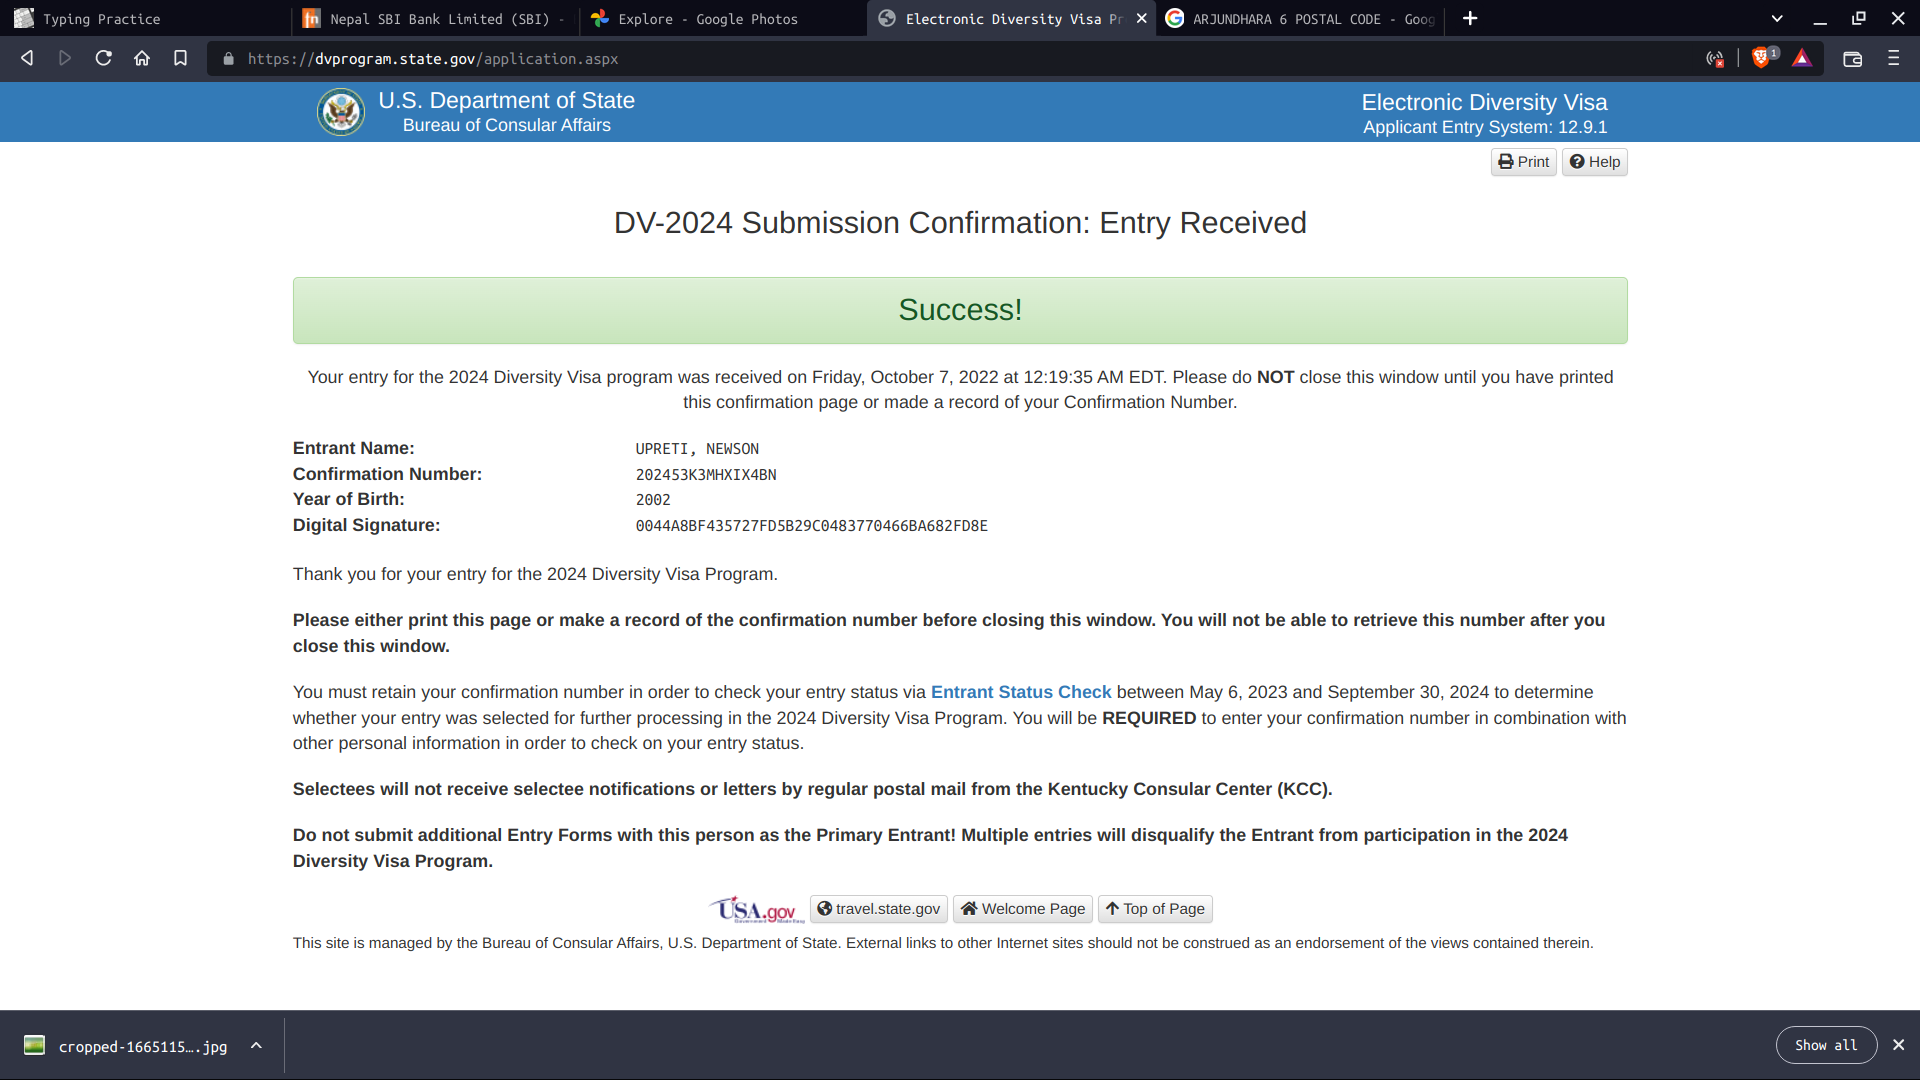 Typing Practice
Nepal SBI Bank Limited (SBI) -
Explore - Google Photos
Electronic Diversity Visa Pr
ARJUNDHARA 6 POSTAL CODE - Goog
https://dvprogram.state.gov/application.aspx
1
U.S. Department of State
Bureau of Consular Affairs
Electronic Diversity Visa
Applicant Entry System: 12.9.1
Print
Help
DV-2024 Submission Confirmation: Entry Received
Success!
Your entry for the 2024 Diversity Visa program was received on Friday, October 7, 2022 at 12:19:35 AM EDT. Please do NOT close this window until you have printed
this confirmation page or made a record of your Confirmation Number.
Entrant Name: UPRETI, NEWSON
Confirmation Number: 202453K3MHXIX4BN
Year of Birth: 2002
Digital Signature: 0044A8BF435727FD5B29C0483770466BA682FD8E
Thank you for your entry for the 2024 Diversity Visa Program.
Please either print this page or make a record of the confirmation number before closing this window. You will not be able to retrieve this number after you
close this window.
You must retain your confirmation number in order to check your entry status via Entrant Status Check between May 6, 2023 and September 30, 2024 to determine
whether your entry was selected for further processing in the 2024 Diversity Visa Program. You will be REQUIRED to enter your confirmation number in combination with
other personal information in order to check on your entry status.
Selectees will not receive selectee notifications or letters by regular postal mail from the Kentucky Consular Center (KCC).
Do not submit additional Entry Forms with this person as the Primary Entrant! Multiple entries will disqualify the Entrant from participation in the 2024
Diversity Visa Program.
USA.gov
travel.state.gov
Welcome Page
Top of Page
This site is managed by the Bureau of Consular Affairs, U.S. Department of State. External links to other Internet sites should not be construed as an endorsement of the views contained therein.
cropped-1665115….jpg
Show all